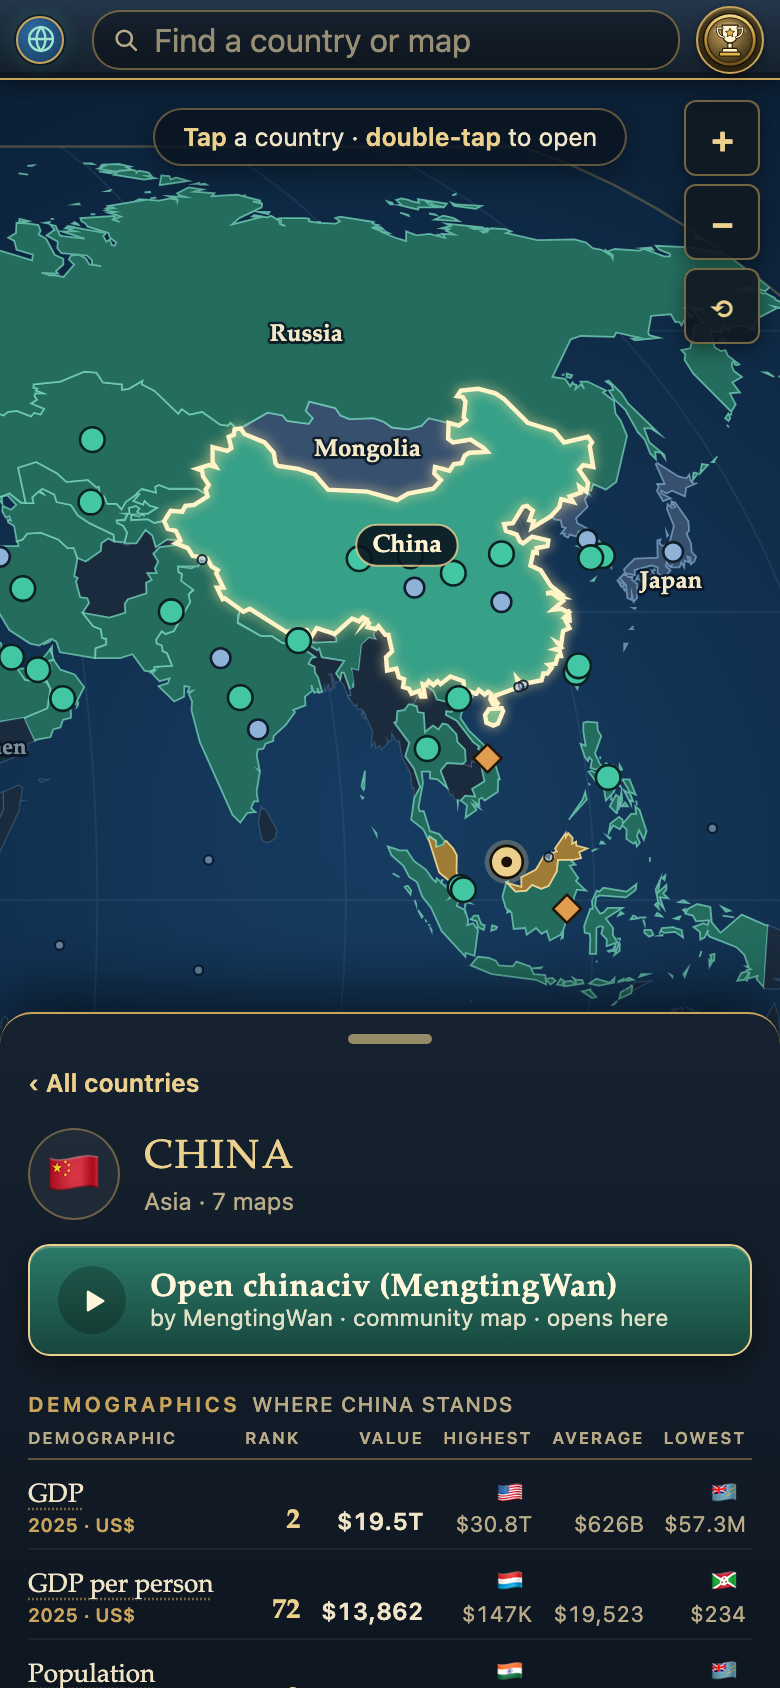 Find a country or map
Tap a country · double-tap to open
+
−
Russia
Mongolia
China
Japan
en
‹ All countries
CHINA
Asia · 7 maps
Open chinaciv (MengtingWan)
by MengtingWan · community map · opens here
DEMOGRAPHICS WHERE CHINA STANDS
DEMOGRAPHIC RANK VALUE HIGHEST AVERAGE LOWEST
GDP
2025 · US$ 2 $19.5T $30.8T $626B $57.3M
GDP per person
2025 · US$ 72 $13,862 $147K $19,523 $234
Population